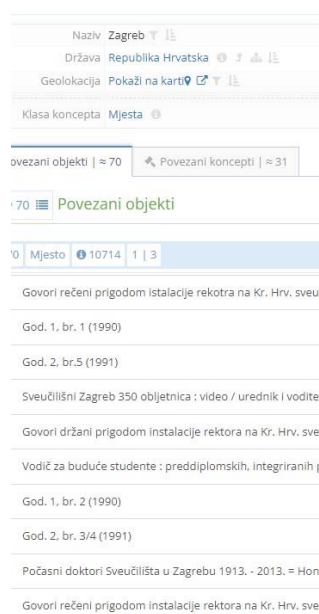 Naziv Zagreb
Država Republika Hrvatska
Geolokacija Pokaži na karti
Klasa koncepta Mjesta
ovezani objekti | ≈ 70 Povezani koncepti | ≈ 31
70 Povezani objekti
70 Mjesto 10714 1 | 3
Govori rečeni prigodom istalacije rekotra na Kr. Hrv. sveu
God. 1, br. 1 (1990)
God. 2, br.5 (1991)
Sveučilišni Zagreb 350 obljetnica : video / urednik i vodite
Govori držani prigodom instalacije rektora na Kr. Hrv. sve
Vodič za buduće studente : preddiplomskih, integriranih p
God. 1, br. 2 (1990)
God. 2, br. 3/4 (1991)
Počasni doktori Sveučilišta u Zagrebu 1913. - 2013. = Hon
Govori rečeni prigodom instalacije rektora na Kr. Hrv. sve